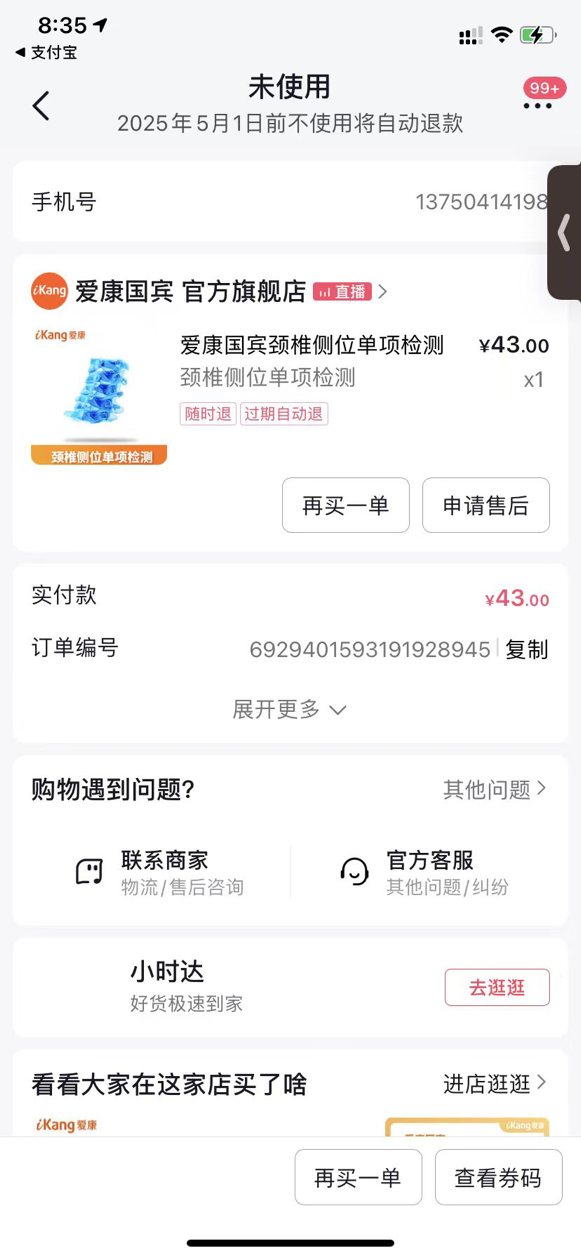 8:35
支付宝
未使用
99+
2025年5月1日前不使用将自动退款
手机号
13750414198
iKang
爱康国宾 官方旗舰店
直播
iKang爱康
爱康国宾颈椎侧位单项检测
¥43.00
颈椎侧位单项检测
x1
随时退
过期自动退
颈椎侧位单项检测
再买一单
申请售后
实付款
¥43.00
订单编号
6929401593191928945
复制
展开更多
购物遇到问题?
其他问题
联系商家
物流/售后咨询
官方客服
其他问题/纠纷
小时达
好货极速到家
去逛逛
看看大家在这家店买了啥
进店逛逛
iKang爱康
iKang爱康
再买一单
查看券码